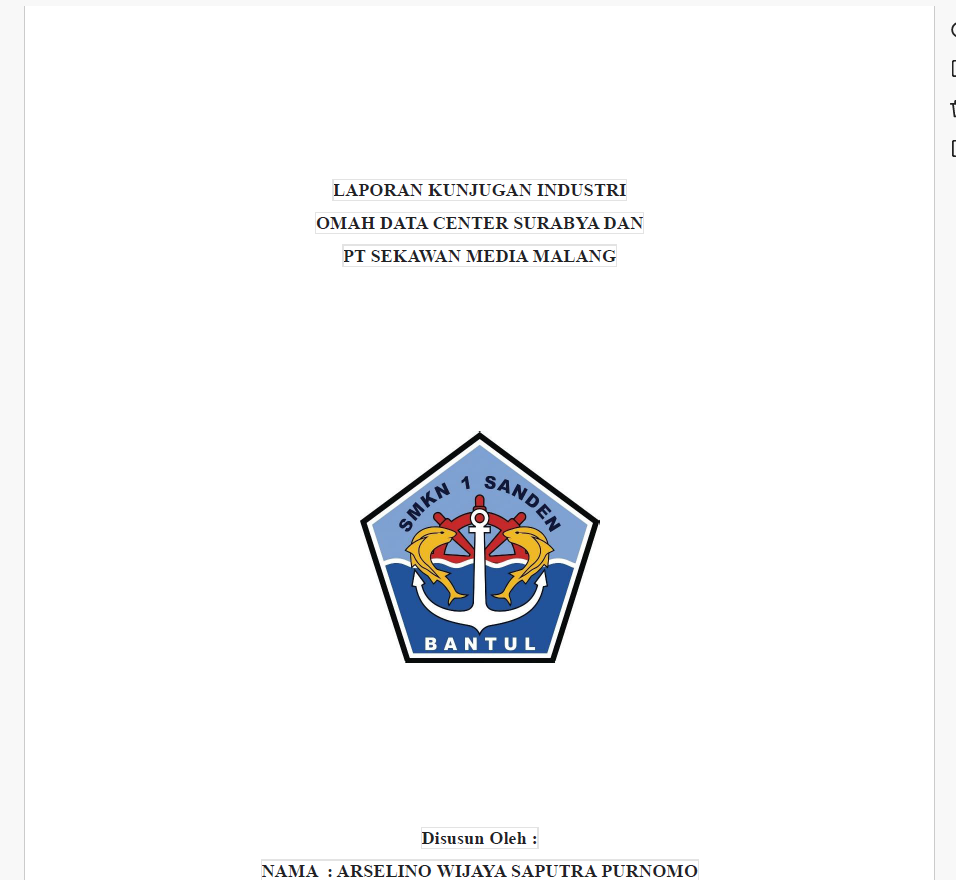 LAPORAN KUNJUGAN INDUSTRI
OMAH DATA CENTER SURABYA DAN
PT SEKAWAN MEDIA MALANG
SMKN 1 SANDEN
BANTUL
Disusun Oleh :
NAMA : ARSELINO WIJAYA SAPUTRA PURNOMO